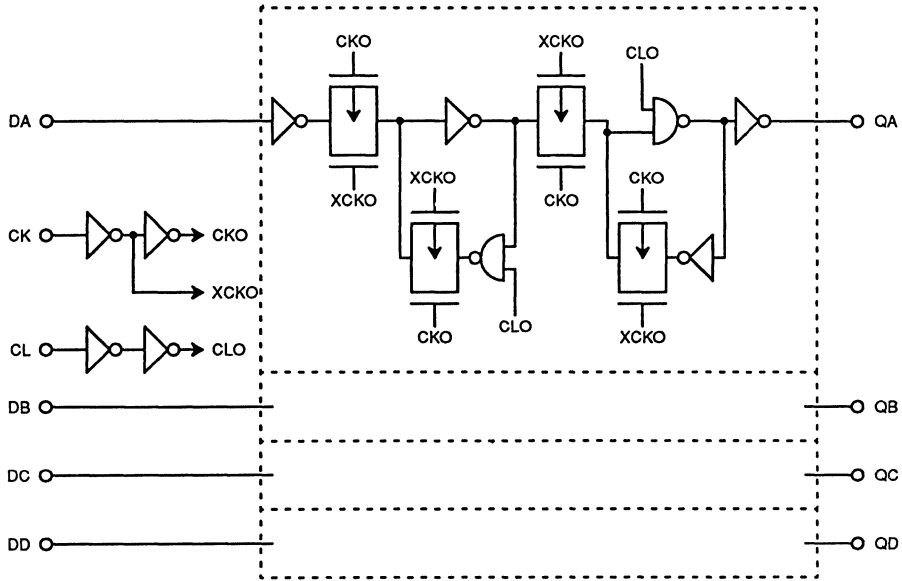 CKO
XCKO
CLO
DA
QA
XCKO
CKO
XCKO
CKO
CK
CKO
XCKO
CKO
CLO
XCKO
CL
CLO
DB
QB
DC
QC
DD
QD